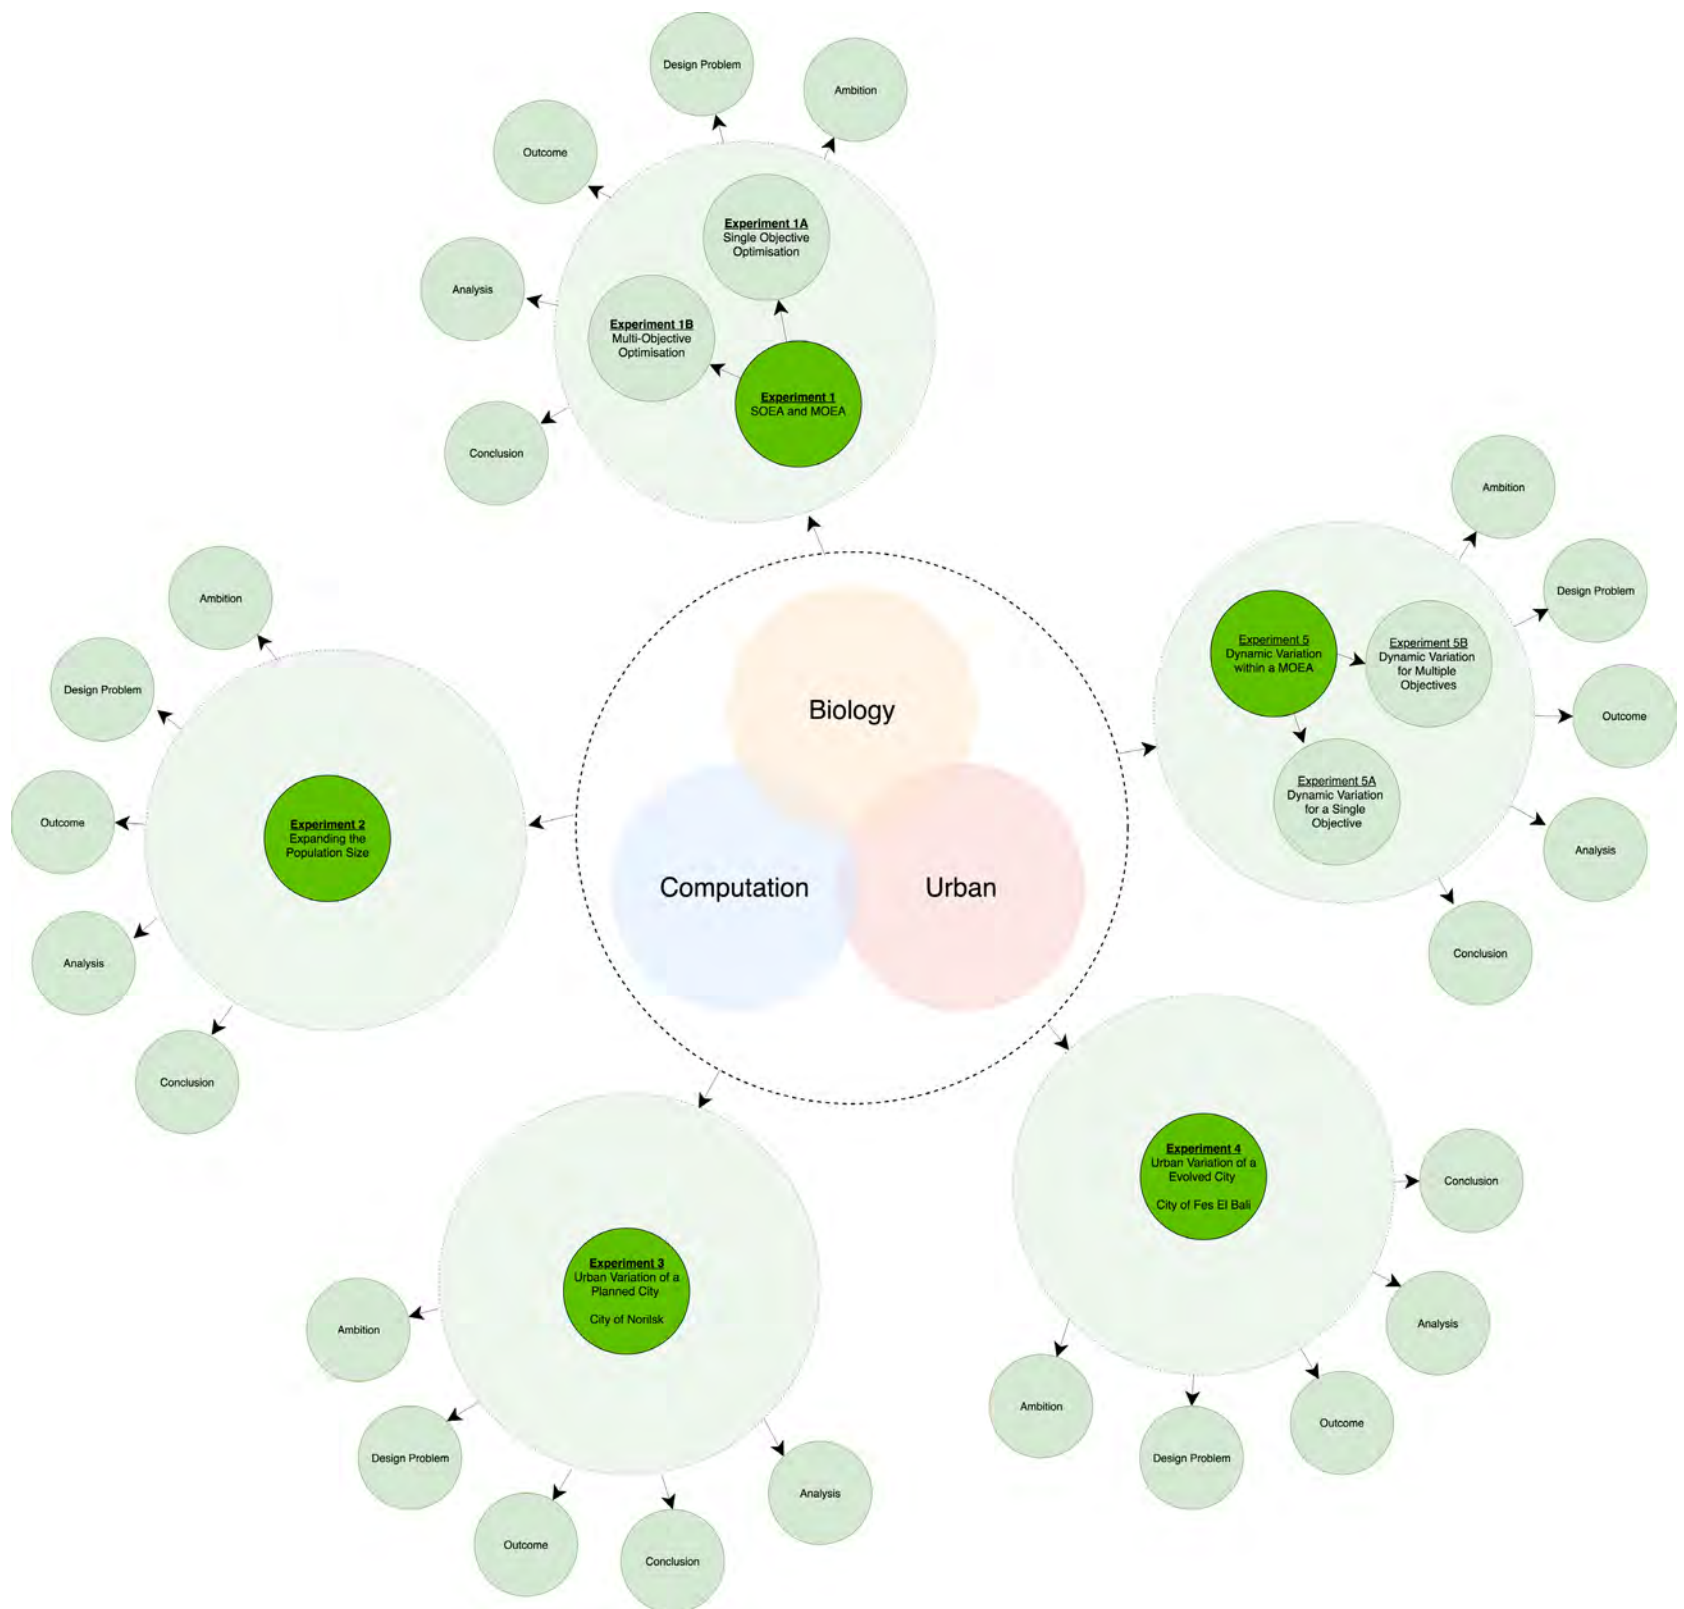 Design Problem
Ambition
Outcome
Analysis
Conclusion
Experiment 1A
Single Objective
Optimisation
Experiment 1B
Multi-Objective
Optimisation
Experiment 1
SOEA and MOEA
Ambition
Design Problem
Outcome
Analysis
Conclusion
Experiment 2
Expanding the
Population Size
Biology
Computation
Urban
Ambition
Design Problem
Outcome
Analysis
Conclusion
Experiment 5
Dynamic Variation
within a MOEA
Experiment 5B
Dynamic Variation
for Multiple
Objectives
Experiment 5A
Dynamic Variation
for a Single
Objective
Experiment 3
Urban Variation of a
Planned City
City of Norilsk
Ambition
Design Problem
Outcome
Conclusion
Analysis
Experiment 4
Urban Variation of a
Evolved City
City of Fes El Bali
Conclusion
Analysis
Outcome
Design Problem
Ambition